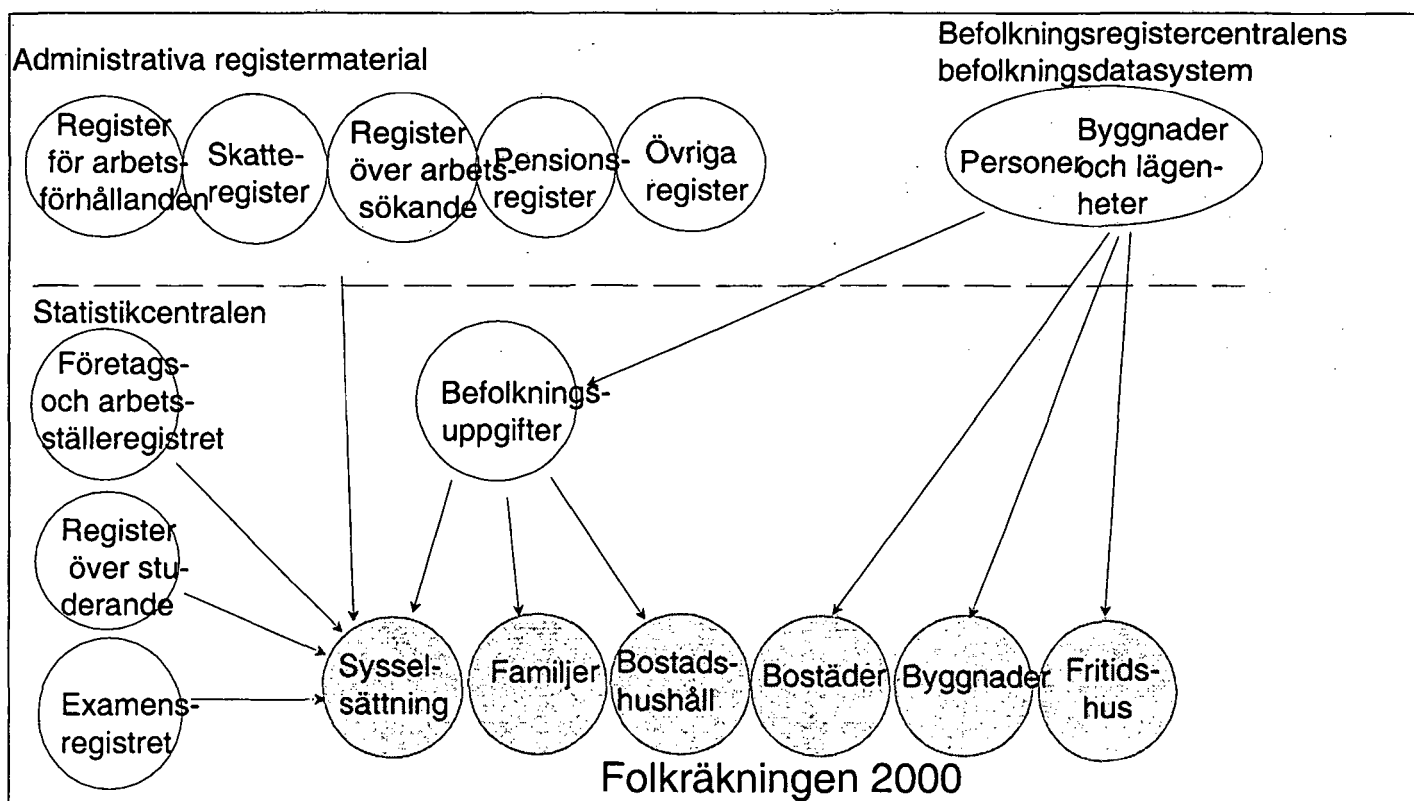 Administrativa registermaterial
Befolkningsregistercentralens
befolkningsdatasystem
Register
för arbets-
förhållanden
Skatte-
register
Register
över arbets-
sökande
Pensions-
register
Övriga
register
Personer
Byggnader
och lägen-
heter
Statistikcentralen
Företags-
och arbets-
ställeregistret
Befolknings-
uppgifter
Register
över stu-
derande
Examens-
registret
Syssel-
sättning
Familjer
Bostads-
hushåll
Bostäder
Byggnader
Fritids-
hus
Folkräkningen 2000